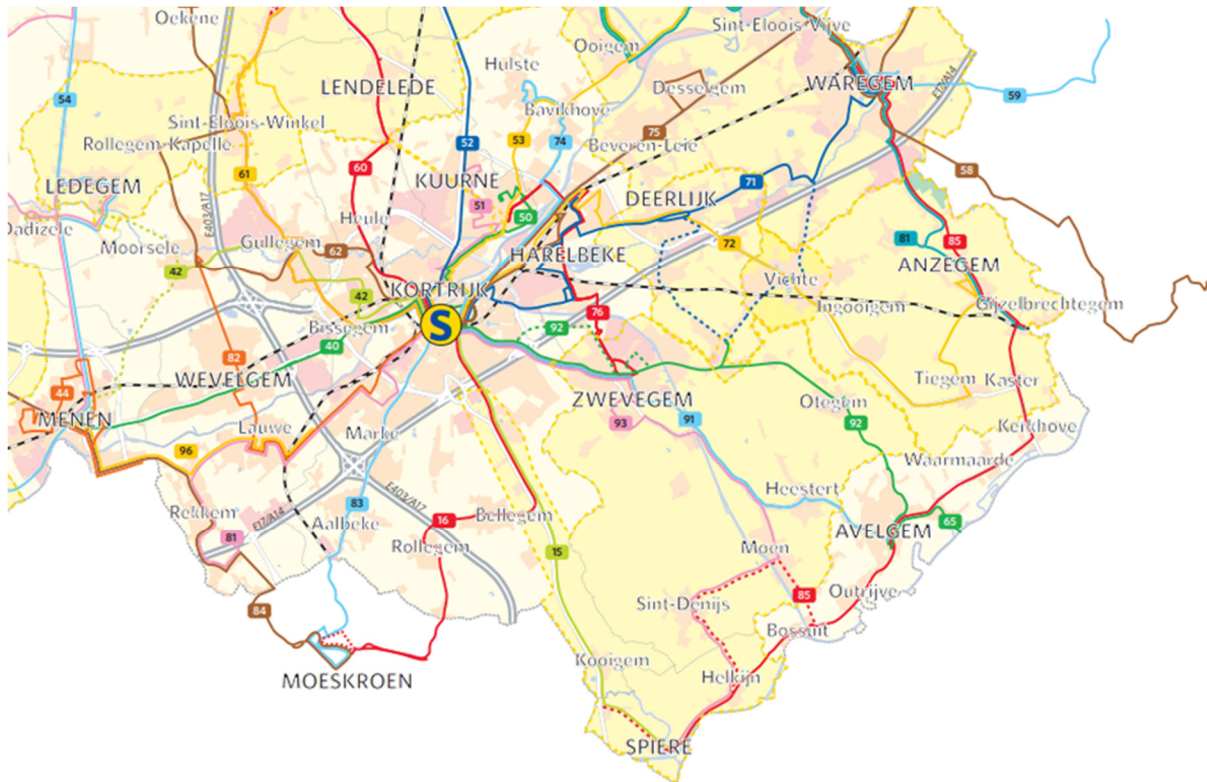 Oekene
Sint-Eloois-Vijve
Ooigem
Hulste
WAREGEM
LENDELEDE
Desselgem
E17/A14
54
59
Bavikhove
Sint-Eloois-Winkel
53
74
75
52
Rollegem-Kapelle
Beveren-Leie
60
61
58
LEDEGEM
KUURNE
71
51
DEERLIJK
E403/A17
Dadizele
Heule
50
Moorsele
Gullegem
62
72
81
85
HARELBEKE
ANZEGEM
42
Vichte
KORTRIJK
42
Ingooigem
Gijzelbrechtegem
S
76
Bissegem
92
40
82
WEVELGEM
Tiegem
Kaster
44
ZWEVEGEM
Otegem
MENEN
91
93
92
Lauwe
Marke
Kerkhove
96
Waarmaarde
E403/A17
Heestert
Rekkem
83
E17/A14
Bellegem
Aalbeke
16
65
81
AVELGEM
Rollegem
15
Moen
85
Outrijve
84
Sint-Denijs
Bossuit
Kooigem
MOESKROEN
Helkijn
SPIERE